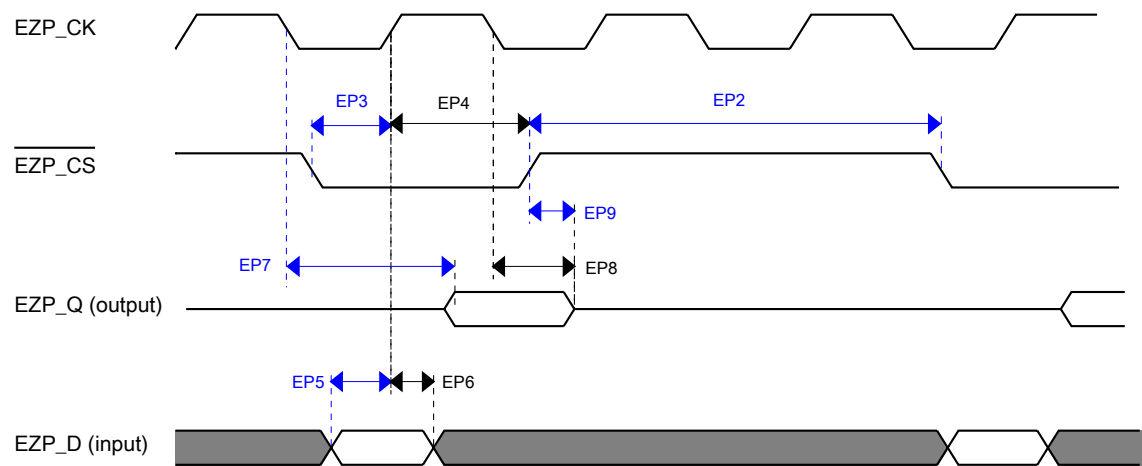 EZP_CK
EP3
EP4
EP2
EZP_CS
EP9
EP7
EP8
EZP_Q (output)
EP5
EP6
EZP_D (input)